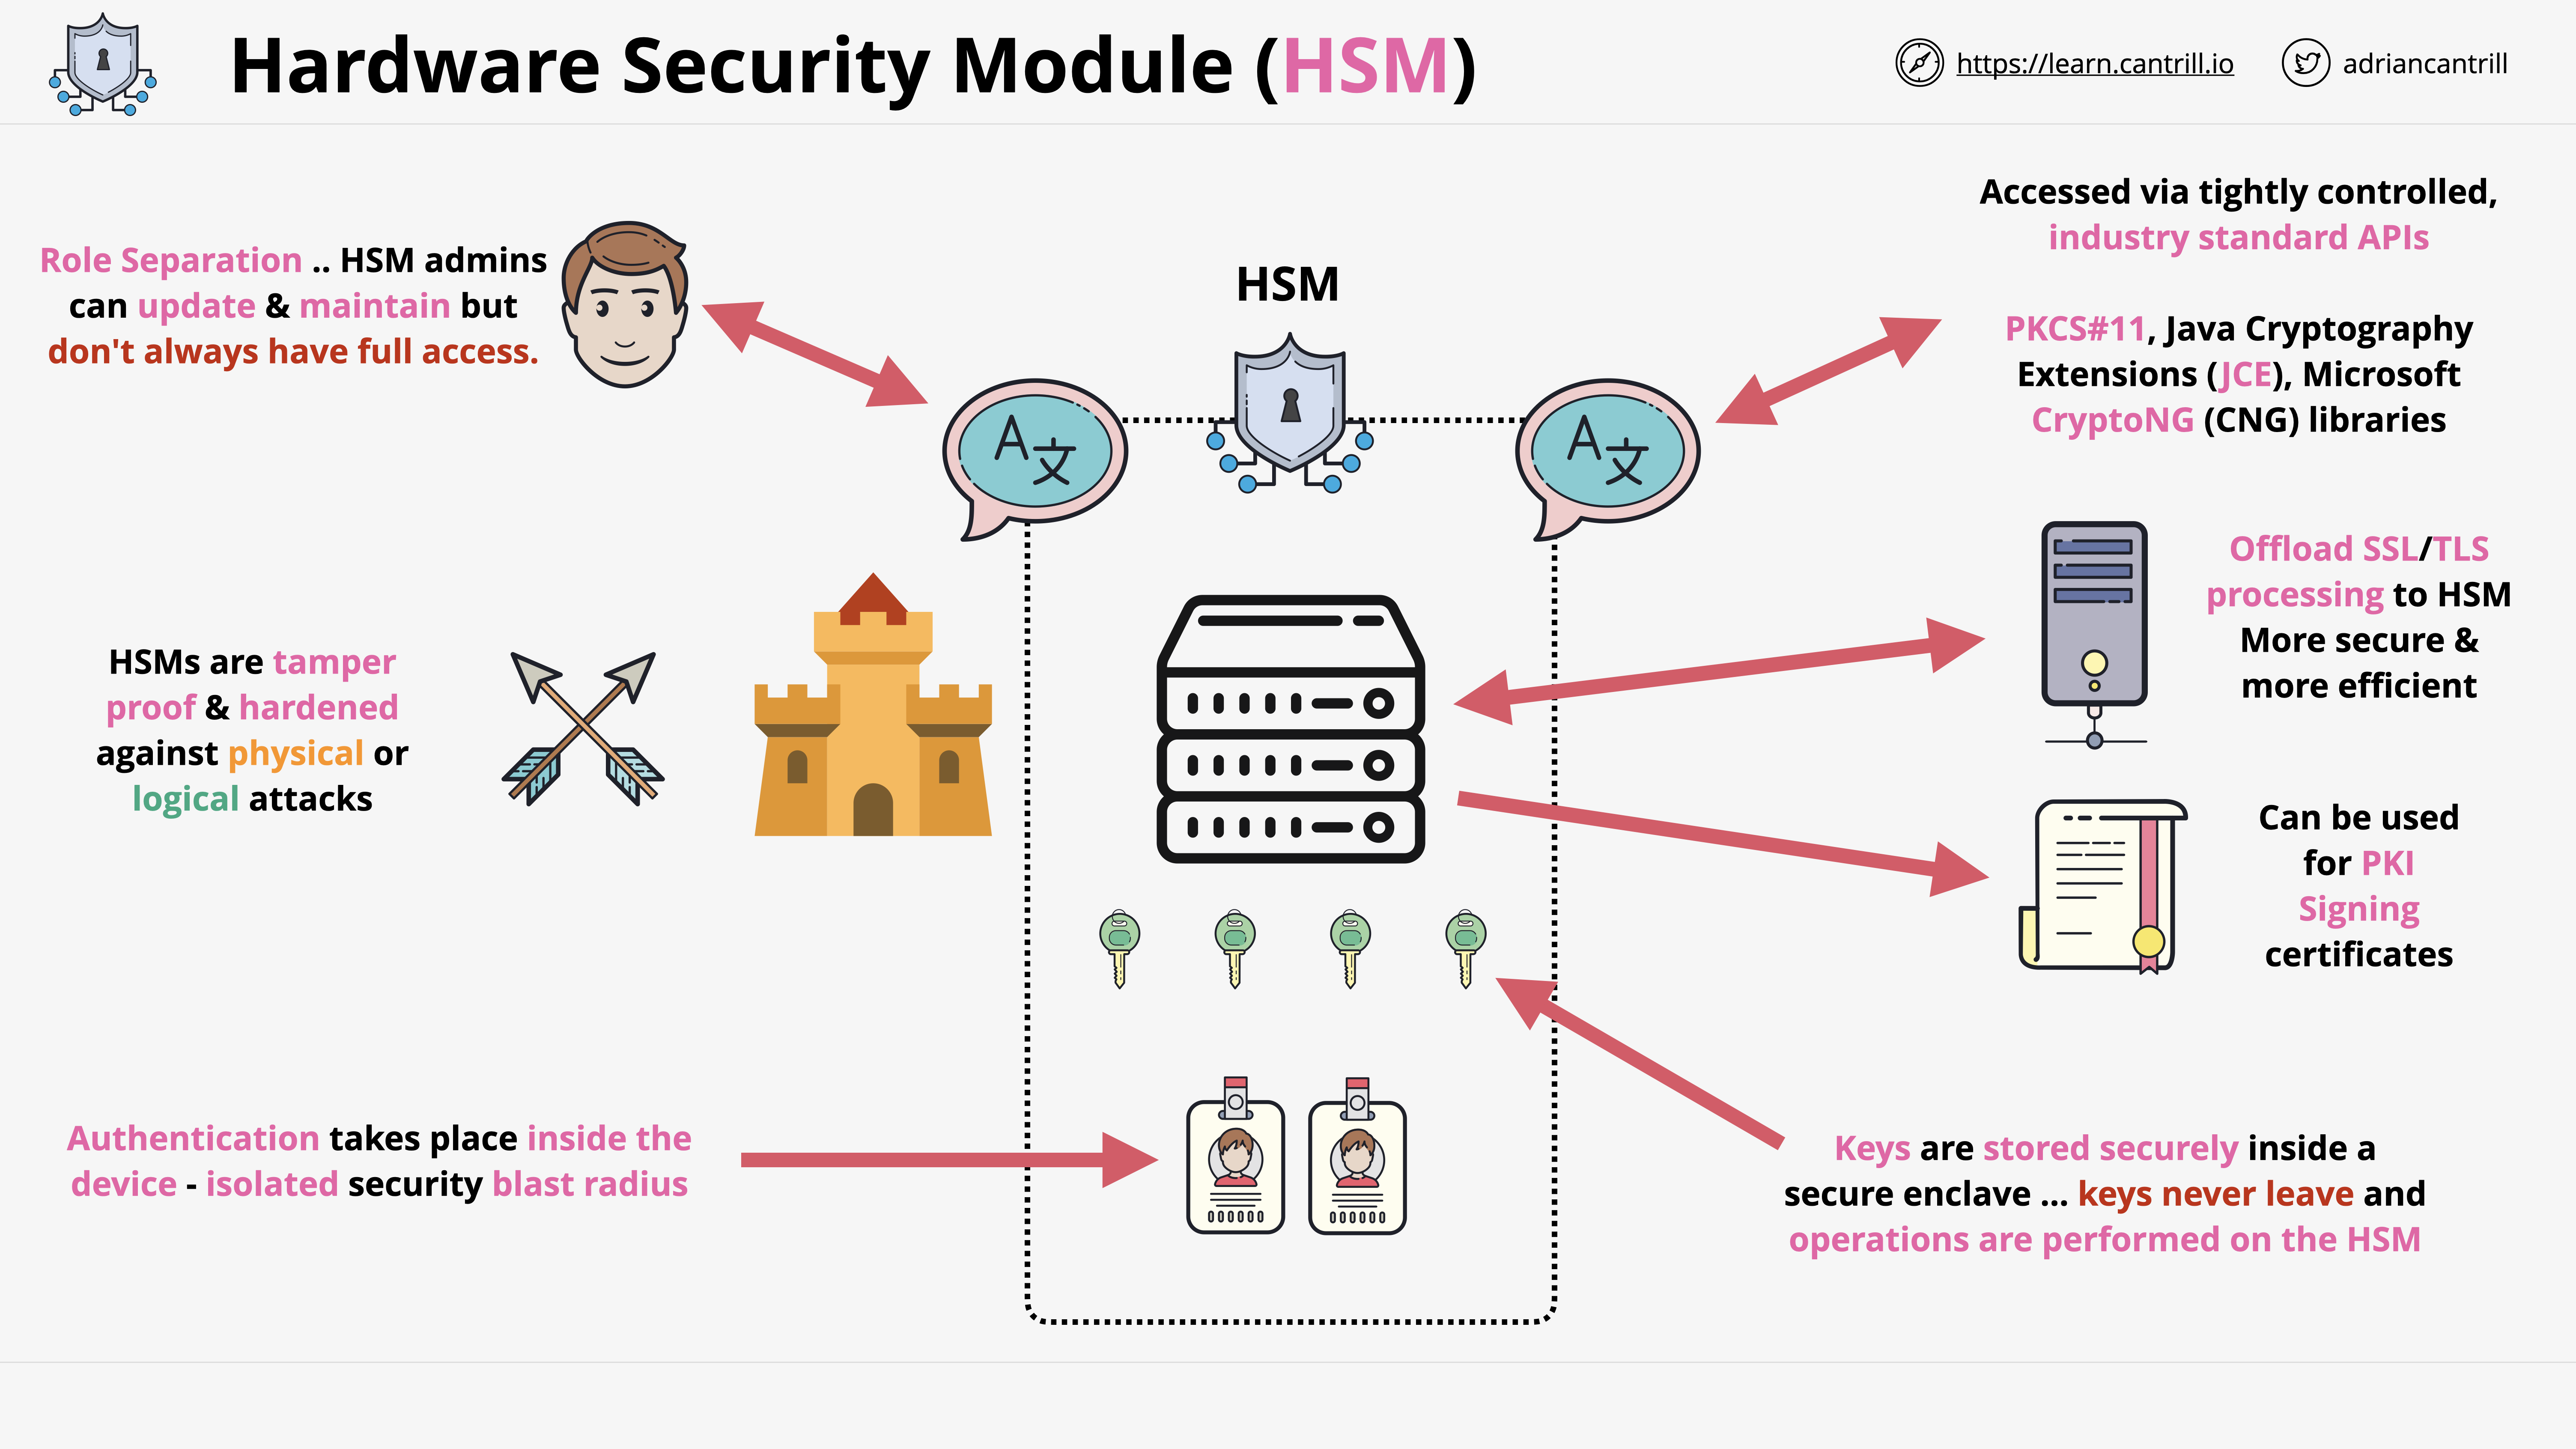 Hardware Security Module (HSM)
https://learn.cantrill.io
adriancantrill
Role Separation .. HSM admins
can update & maintain but
don't always have full access.
HSM
A文
A文
Accessed via tightly controlled,
industry standard APIs
PKCS#11, Java Cryptography
Extensions (JCE), Microsoft
CryptoNG (CNG) libraries
HSMs are tamper
proof & hardened
against physical or
logical attacks
Offload SSL/TLS
processing to HSM
More secure &
more efficient
Can be used
for PKI
Signing
certificates
Authentication takes place inside the
device - isolated security blast radius
Keys are stored securely inside a
secure enclave ... keys never leave and
operations are performed on the HSM